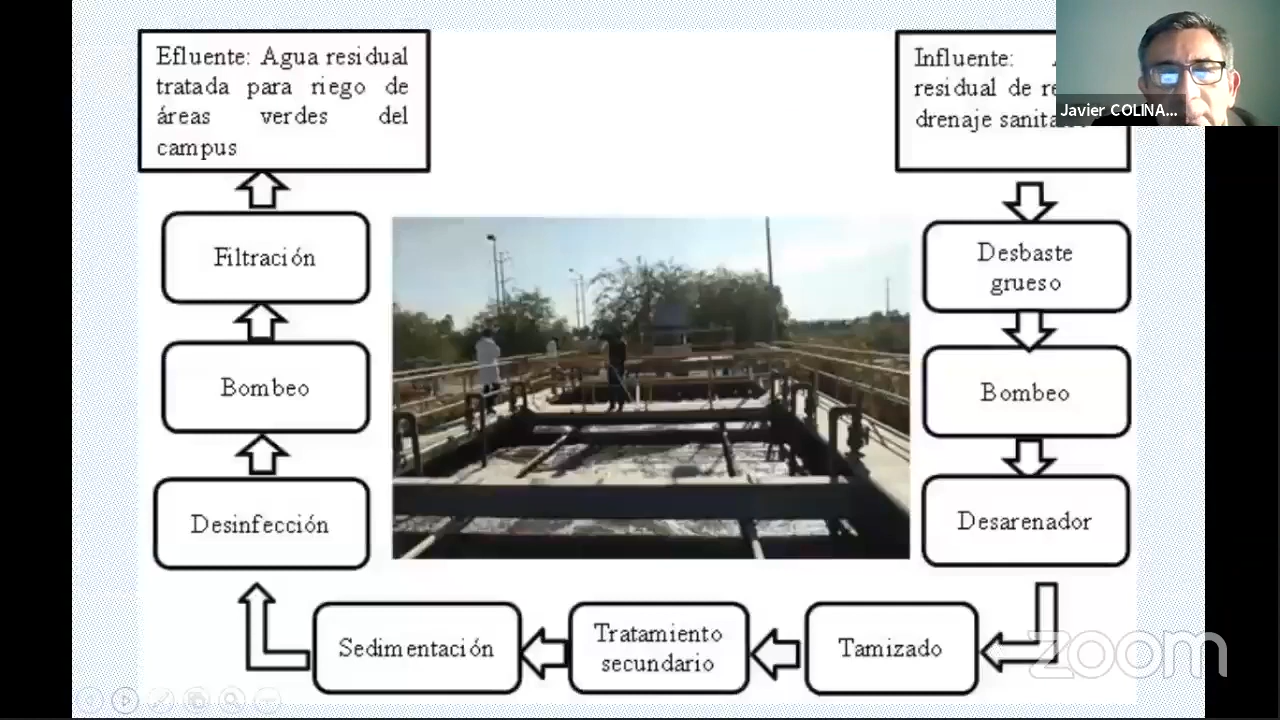 Efluente: Agua residual
tratada para riego de
áreas verdes del
campus
Filtración
Bombeo
Desinfección
Sedimentación
Tratamiento
secundario
Tamizado
Influente:
residual de
drenaje
Desbaste
grueso
Bombeo
Desarenador
Javier COLINA...
zoom